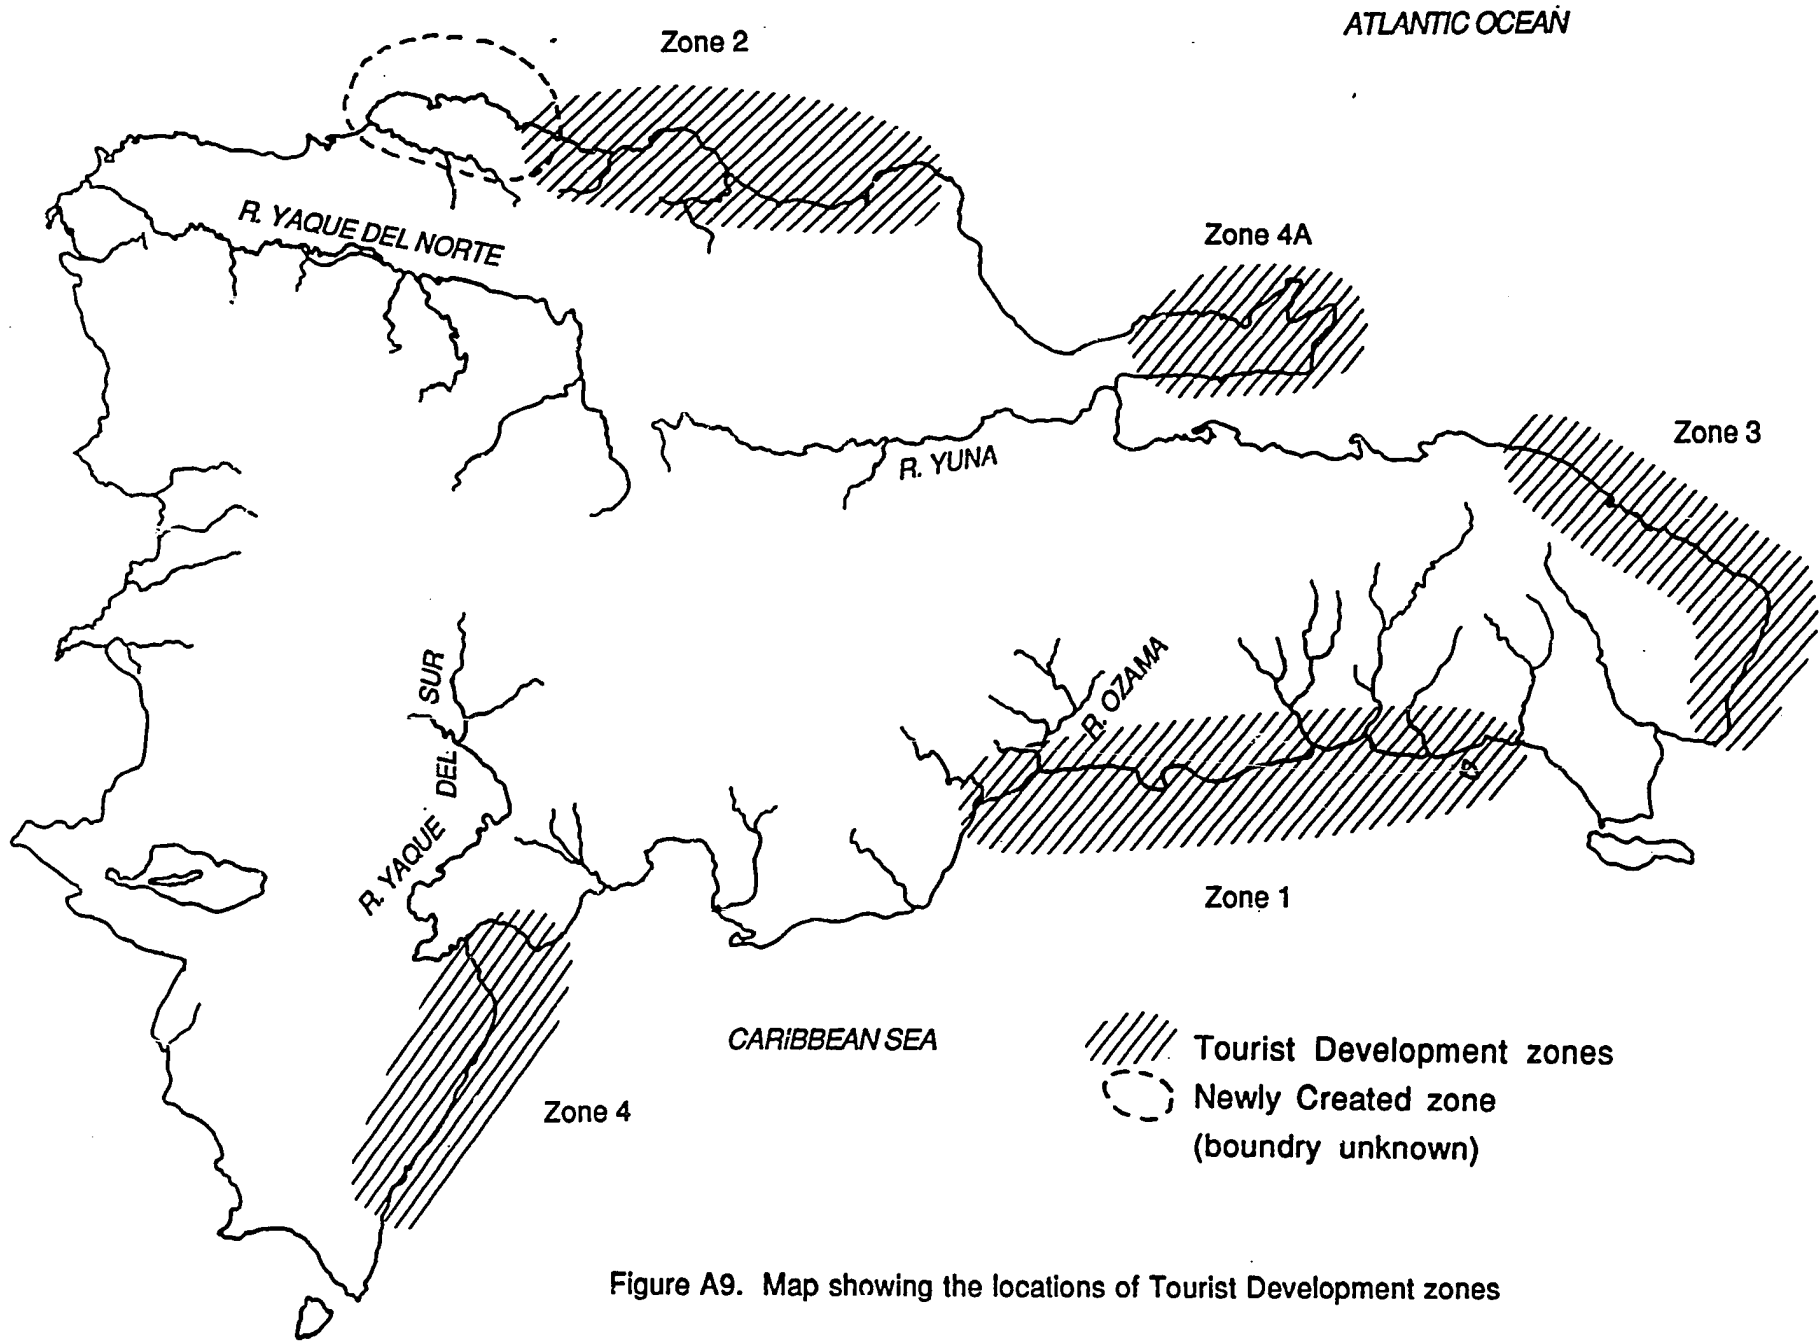 ATLANTIC OCEAN
Zone 2
R. YAQUE DEL NORTE
Zone 4A
Zone 3
R. YUNA
R. OZAMA
R. YAQUE DEL SUR
Zone 1
CARIBBEAN SEA
Tourist Development zones
Newly Created zone
(boundry unknown)
Zone 4
Figure A9. Map showing the locations of Tourist Development zones